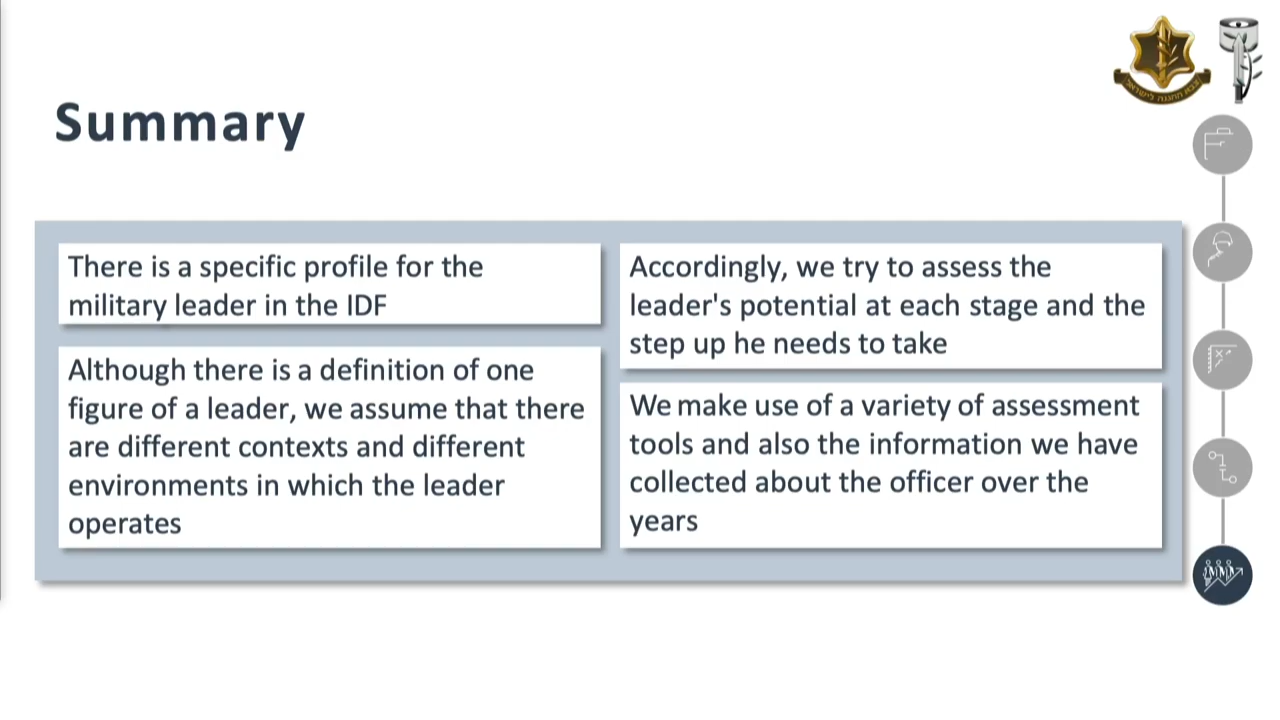 Summary
There is a specific profile for the
military leader in the IDF
Although there is a definition of one
figure of a leader, we assume that there
are different contexts and different
environments in which the leader
operates
Accordingly, we try to assess the
leader's potential at each stage and the
step up he needs to take
We make use of a variety of assessment
tools and also the information we have
collected about the officer over the
years
צבא ההגנה לישראל